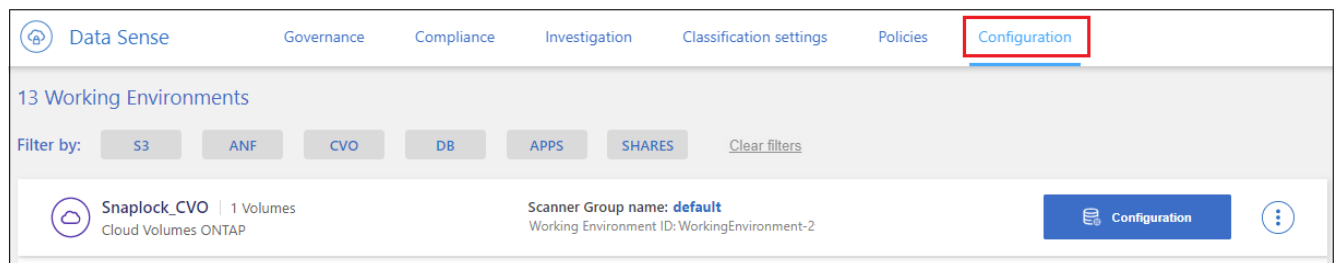 Data Sense Governance Compliance Investigation Classification settings Policies Configuration
13 Working Environments
Filter by: S3 ANF CVO DB APPS SHARES Clear filters
Snaplock_CVO | 1 Volumes Scanner Group name: default Configuration
Cloud Volumes ONTAP Working Environment ID: WorkingEnvironment-2